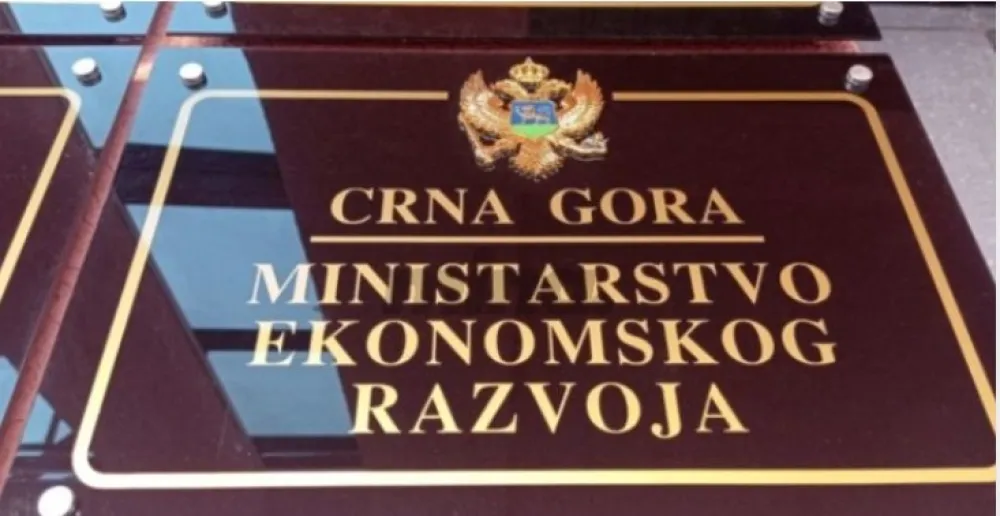 CRNA GORA
MINISTARSTVO
EKONOMSKOG
RAZVOJA